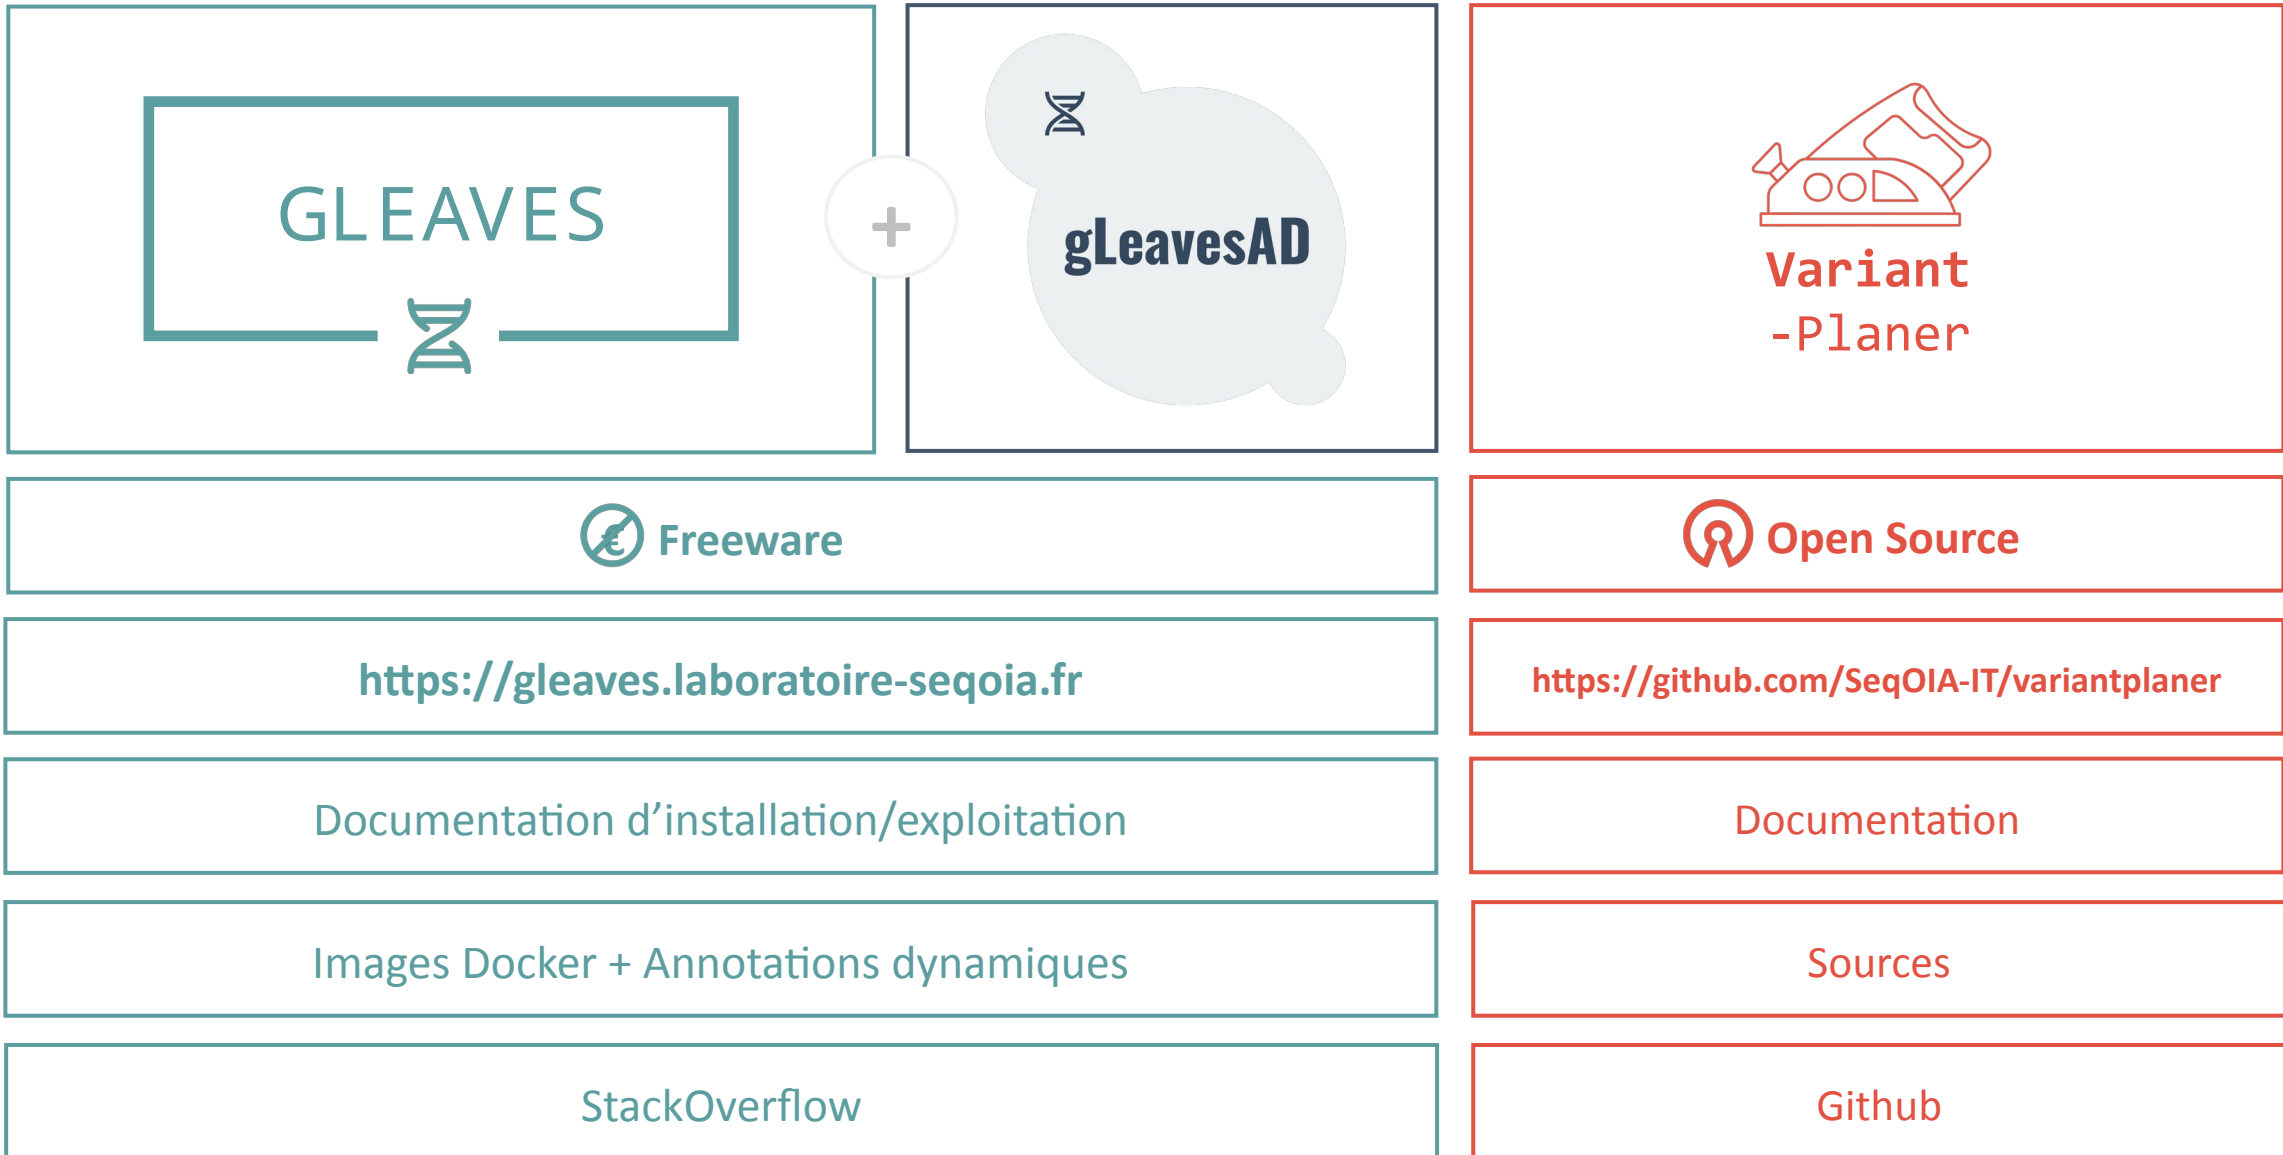 GLEAVES
+
gLeavesAD
Variant
-Planer
€ Freeware
Open Source
https://gleaves.laboratoire-seqoia.fr
https://github.com/SeqOIA-IT/variantplaner
Documentation d’installation/exploitation
Documentation
Images Docker + Annotations dynamiques
Sources
StackOverflow
Github